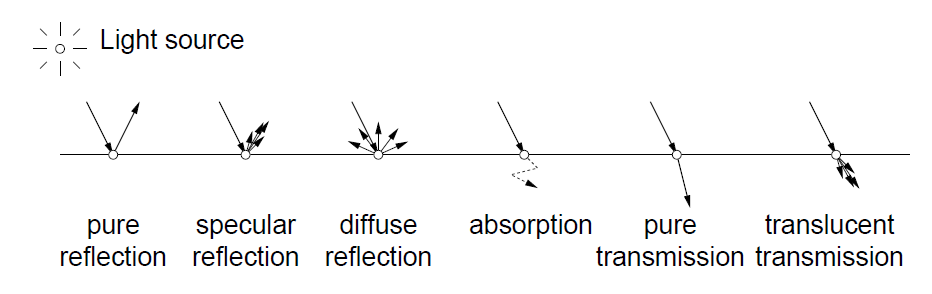 Light source
pure reflection
specular reflection
diffuse reflection
absorption
pure transmission
translucent transmission